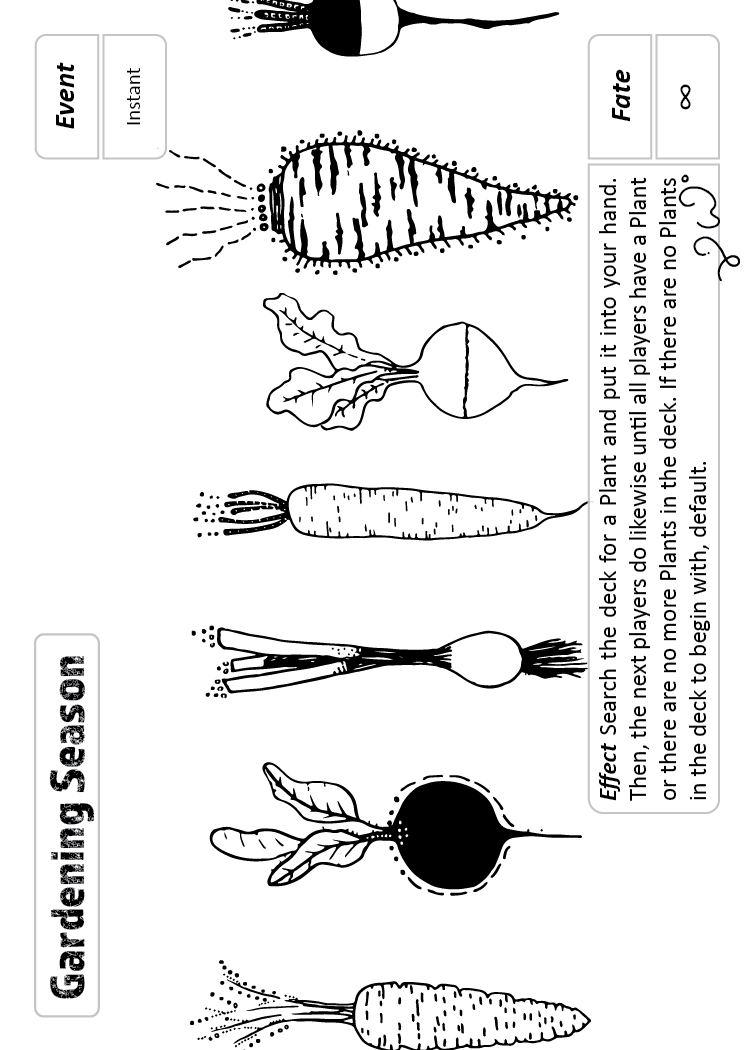 Gardening Season
Event
Instant
Effect Search the deck for a Plant and put it into your hand.
Then, the next players do likewise until all players have a Plant
or there are no more Plants in the deck. If there are no Plants
in the deck to begin with, default.
Fate
∞